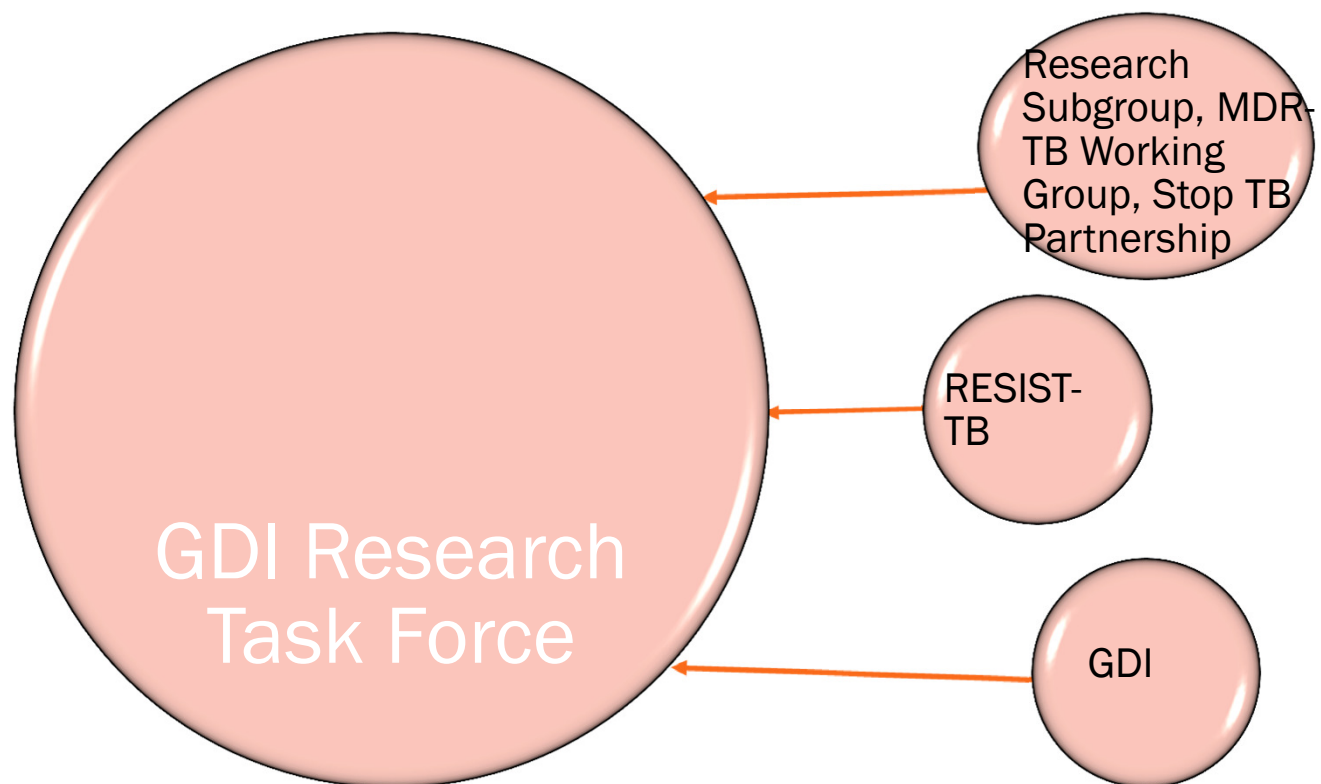 Research
Subgroup, MDR-
TB Working
Group, Stop TB
Partnership
RESIST-
TB
GDI Research
Task Force
GDI